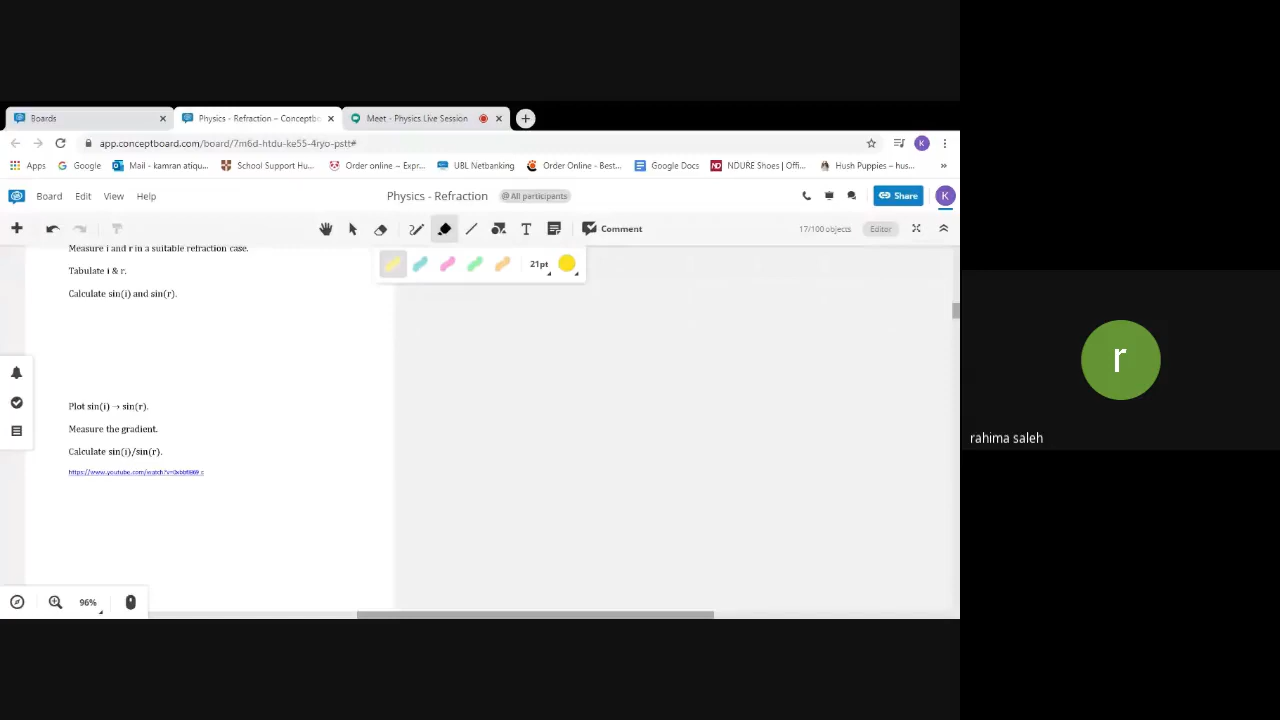 Boards
Physics - Refraction – Conceptbo
Meet - Physics Live Session
app.conceptboard.com/board/7m6d-htdu-ke55-4ryo-pstt#
K
Apps
Google
Mail - kamran atiqu...
School Support Hu...
Order online – Expr...
UBL Netbanking
Order Online - Best...
Google Docs
NDURE Shoes | Offi...
Hush Puppies – hus...
»
Board Edit View Help
Physics - Refraction
@ All participants
Share
K
T
Comment
17/100 objects
Editor
21pt
Measure i and r in a suitable refraction case.
Tabulate i & r.
Calculate sin(i) and sin(r).
Plot sin(i) → sin(r).
Measure the gradient.
Calculate sin(i)/sin(r).
96%
r
rahima saleh